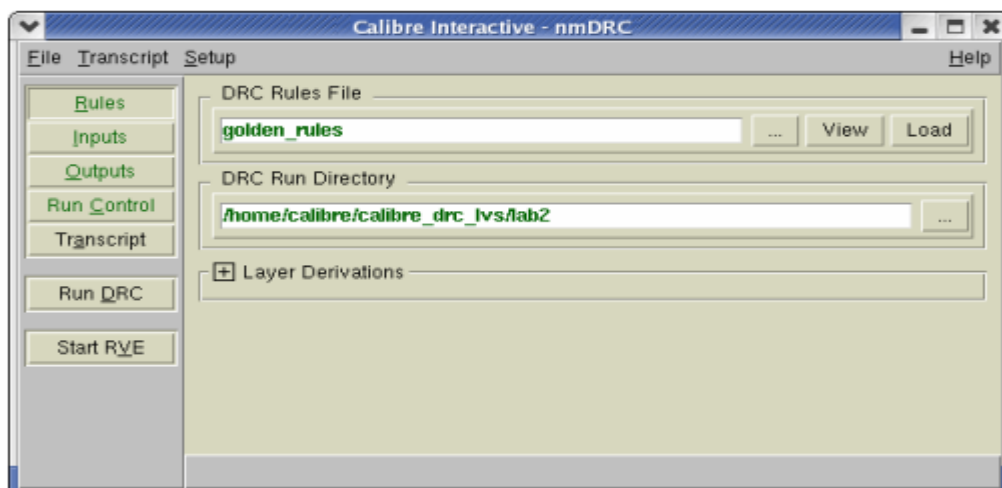 Calibre Interactive - nmDRC
File Transcript Setup Help
Rules
Inputs
Outputs
Run Control
Transcript
Run DRC
Start RVE
DRC Rules File
golden_rules ... View Load
DRC Run Directory
/home/calibre/calibre_drc_lvs/lab2 ...
+ Layer Derivations